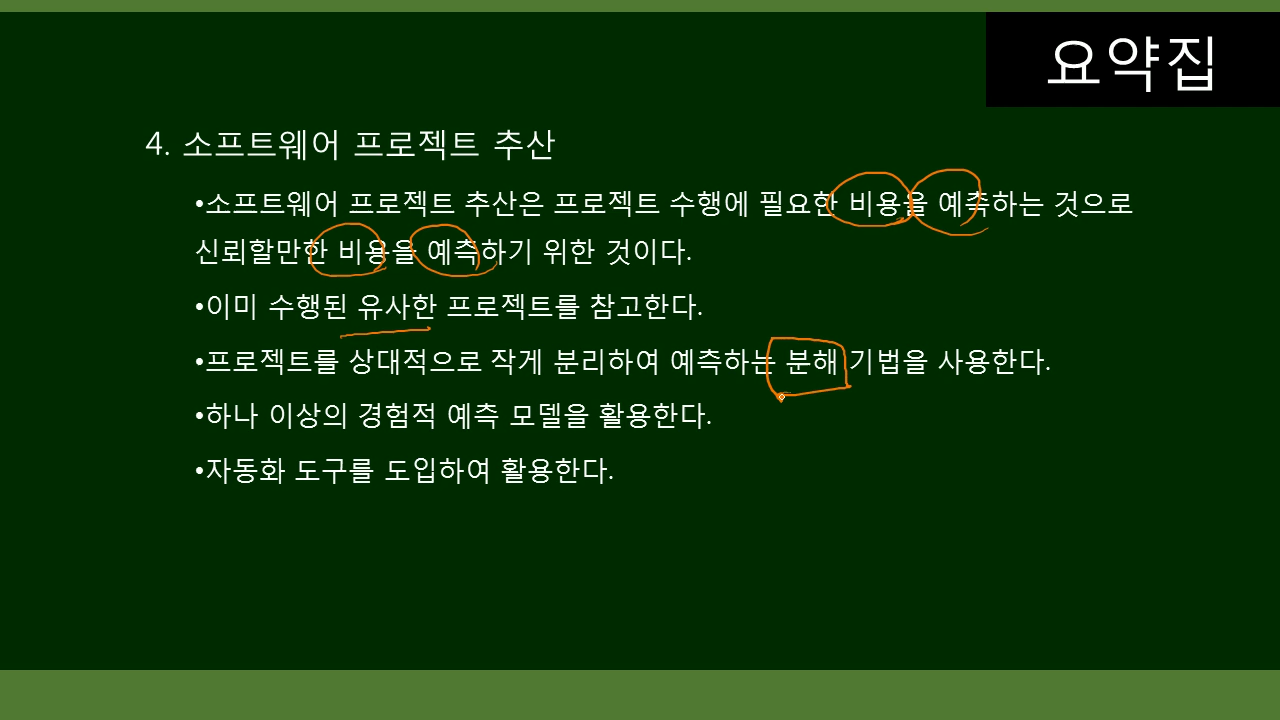 요약집
4. 소프트웨어 프로젝트 추산
•소프트웨어 프로젝트 추산은 프로젝트 수행에 필요한 비용을 예측하는 것으로
신뢰할만한 비용을 예측하기 위한 것이다.
•이미 수행된 유사한 프로젝트를 참고한다.
•프로젝트를 상대적으로 작게 분리하여 예측하는 분해 기법을 사용한다.
•하나 이상의 경험적 예측 모델을 활용한다.
•자동화 도구를 도입하여 활용한다.